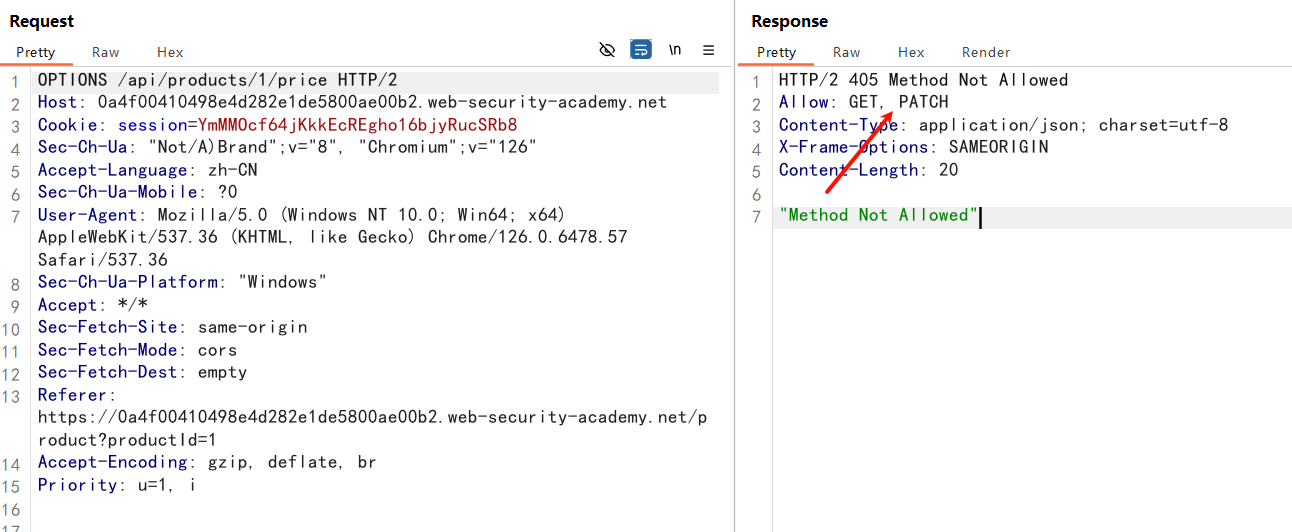 Request
Pretty Raw Hex
\n
1 OPTIONS /api/products/1/price HTTP/2
2 Host: 0a4f00410498e4d282e1de5800ae00b2.web-security-academy.net
3 Cookie: session=YmMMOcf64jKkkEcREgho16bjyRucSRb8
4 Sec-Ch-Ua: "Not/A)Brand";v="8", "Chromium";v="126"
5 Accept-Language: zh-CN
6 Sec-Ch-Ua-Mobile: ?0
7 User-Agent: Mozilla/5.0 (Windows NT 10.0; Win64; x64)
AppleWebKit/537.36 (KHTML, like Gecko) Chrome/126.0.6478.57
Safari/537.36
8 Sec-Ch-Ua-Platform: "Windows"
9 Accept: */*
10 Sec-Fetch-Site: same-origin
11 Sec-Fetch-Mode: cors
12 Sec-Fetch-Dest: empty
13 Referer:
https://0a4f00410498e4d282e1de5800ae00b2.web-security-academy.net/p
roduct?productId=1
14 Accept-Encoding: gzip, deflate, br
15 Priority: u=1, i
16
17
Response
Pretty Raw Hex Render
1 HTTP/2 405 Method Not Allowed
2 Allow: GET, PATCH
3 Content-Type: application/json; charset=utf-8
4 X-Frame-Options: SAMEORIGIN
5 Content-Length: 20
6
7 "Method Not Allowed"